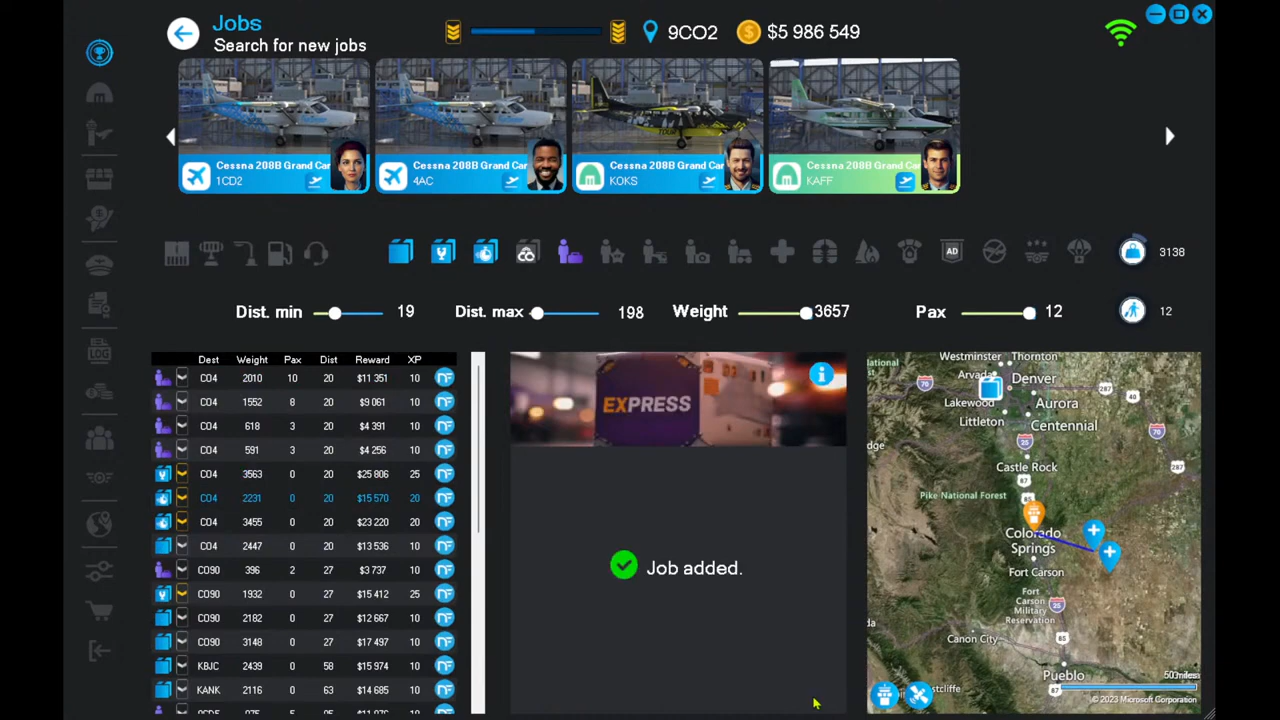 Jobs
Search for new jobs
9CO2
$5 986 549
Cessna 208B Grand Car
1CD2
Cessna 208B Grand Car
4AC
Cessna 208B Grand Car
KOKS
Cessna 208B Grand Car
KAFF
AD
3138
Dist. min
19
Dist. max
198
Weight
3657
Pax
12
12
LOG
Dest Weight Pax Dist Reward XP
CO4 2010 10 20 $11 351 10
CO4 1552 8 20 $9 061 10
CO4 618 3 20 $4 391 10
CO4 591 3 20 $4 256 10
CO4 3563 0 20 $25 806 25
CO4 2231 0 20 $15 570 20
CO4 3455 0 20 $23 220 20
CO4 2447 0 20 $13 536 10
CO90 396 2 27 $3 737 10
CO90 1932 0 27 $15 412 25
CO90 2182 0 27 $12 667 10
CO90 3148 0 27 $17 497 10
KBJC 2439 0 58 $15 974 10
KANK 2116 0 63 $14 685 10
EXPRESS
Job added.
National
Westminster
Thornton
Arvada
Denver
Lakewood
Aurora
Littleton
Centennial
Castle Rock
Pike National Forest
Colorado
Springs
Fort Carson
Fort
Carson
Military
Reservation
Canon City
Pueblo
stcliffe
50 miles
© 2023 Microsoft Corporation